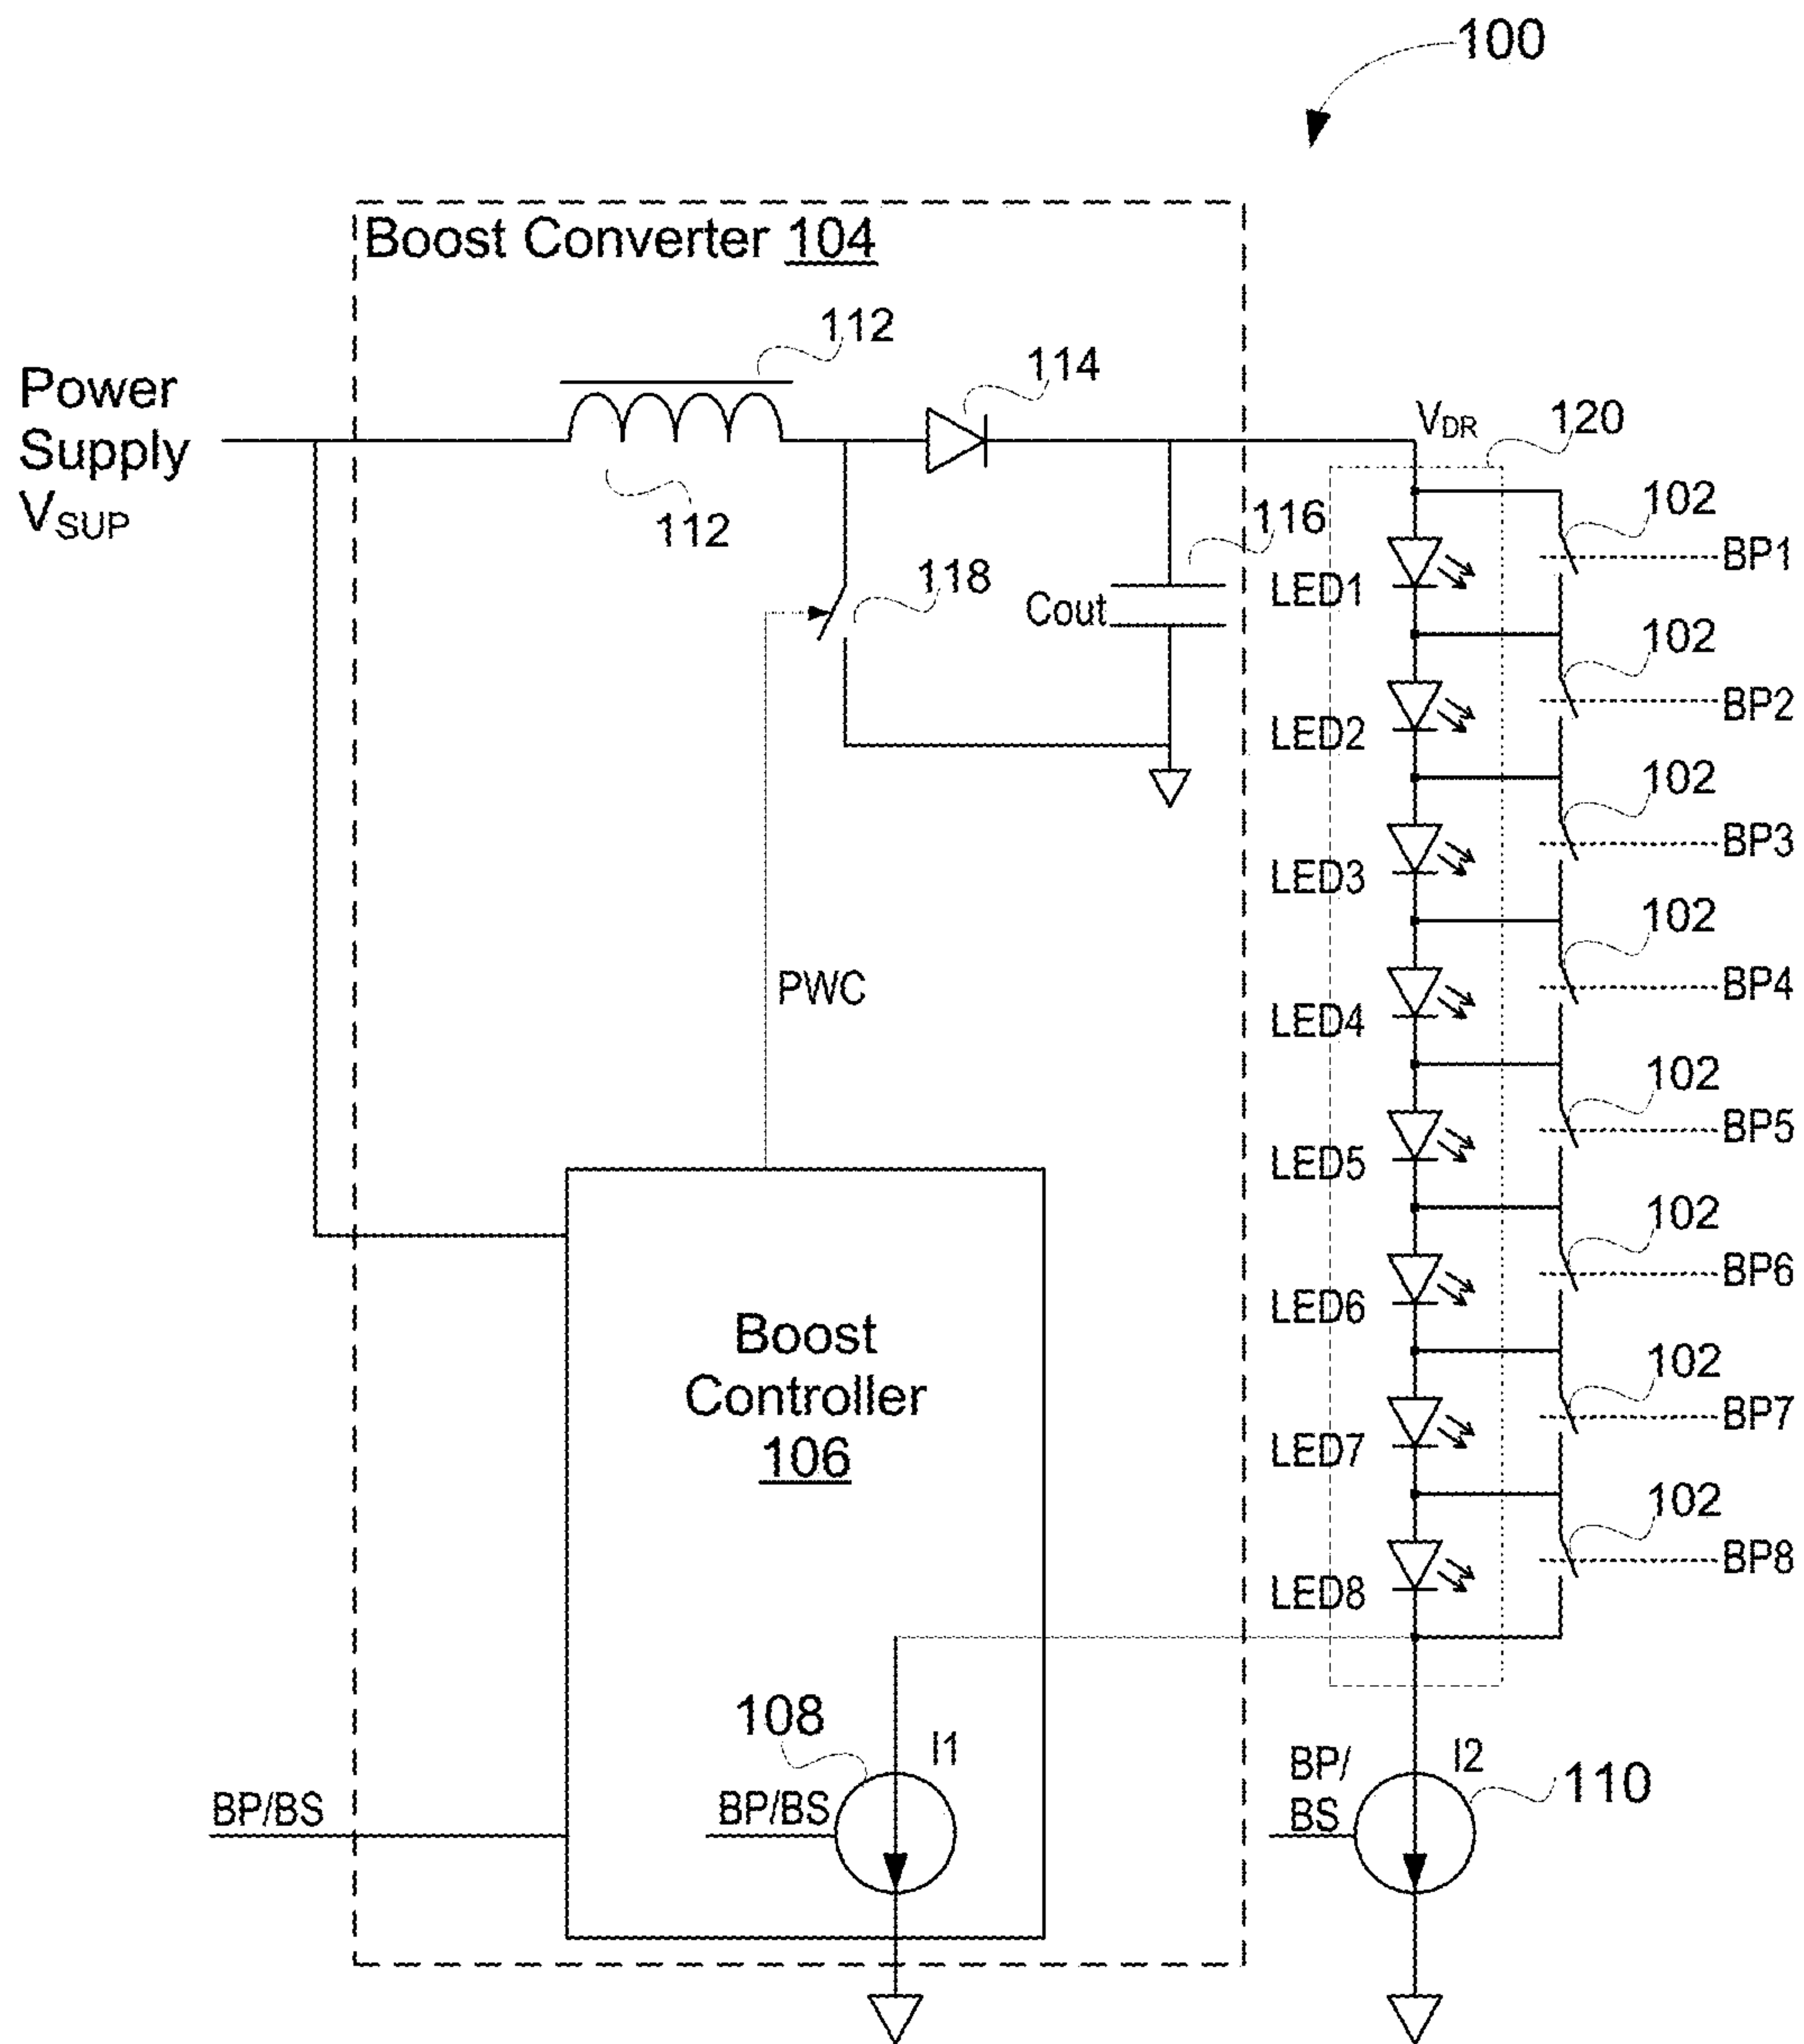 100
Boost Converter 104
112
114
Power
Supply
VSUP
112
VDR
120
116
118
Cout
102
BP1
LED1
102
BP2
LED2
102
BP3
LED3
102
BP4
LED4
PWC
102
BP5
LED5
102
BP6
LED6
102
BP7
LED7
102
BP8
LED8
Boost
Controller
106
108
I1
BP/BS
BP/BS
BP/
BS
I2
110